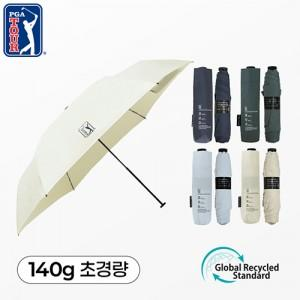 PGA
TOUR
140g 초경량
Global Recycled
Standard